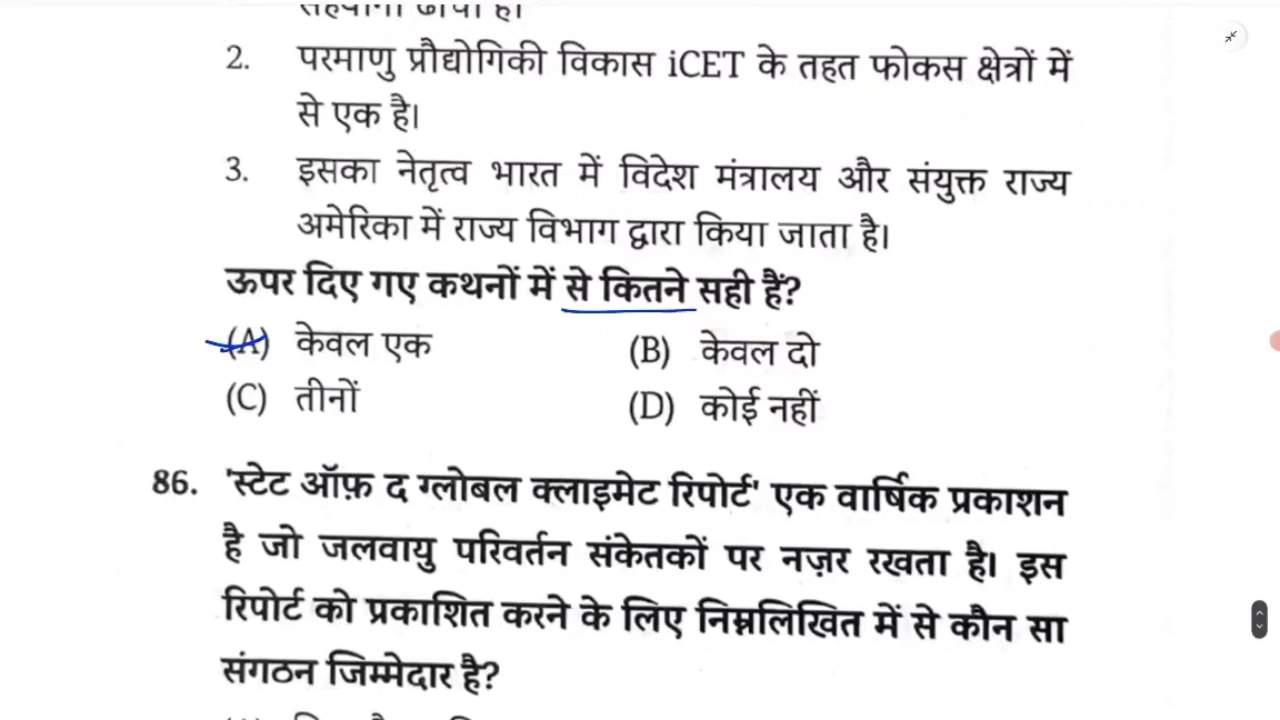 2. परमाणु प्रौद्योगिकी विकास iCET के तहत फोकस क्षेत्रों में
से एक है।
3. इसका नेतृत्व भारत में विदेश मंत्रालय और संयुक्त राज्य
अमेरिका में राज्य विभाग द्वारा किया जाता है।
ऊपर दिए गए कथनों में से कितने सही हैं?
(A) केवल एक (B) केवल दो
(C) तीनों (D) कोई नहीं
86. 'स्टेट ऑफ़ द ग्लोबल क्लाइमेट रिपोर्ट' एक वार्षिक प्रकाशन
है जो जलवायु परिवर्तन संकेतकों पर नज़र रखता है। इस
रिपोर्ट को प्रकाशित करने के लिए निम्नलिखित में से कौन सा
संगठन जिम्मेदार है?